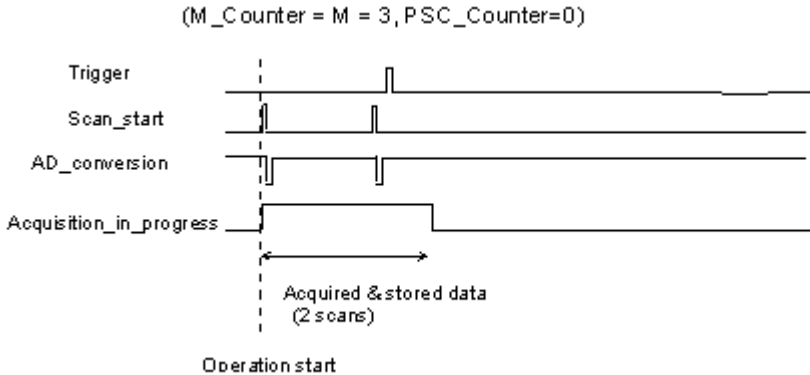 (M_Counter = M = 3, PSC_Counter=0)
Trigger
Scan_start
AD_conversion
Acquisition_in_progress
Acquired & stored data
(2 scans)
Operation start